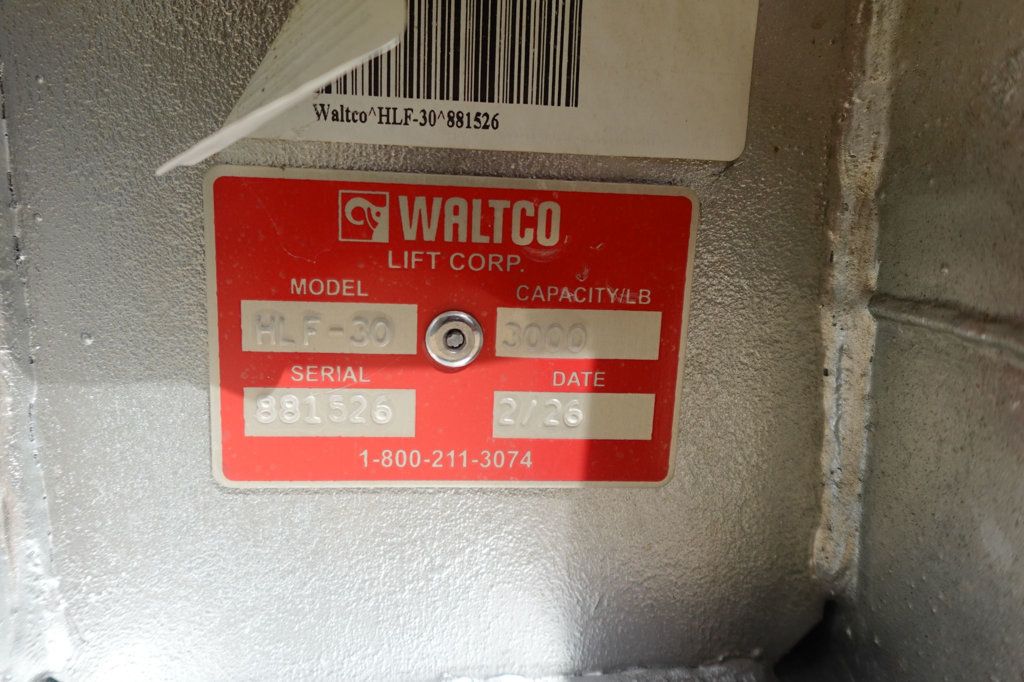 Waltco^HLF-30^881526
WALTCO
LIFT CORP.
MODEL
CAPACITY/LB
HLF-30
3000
SERIAL
DATE
881526
2/26
1-800-211-3074